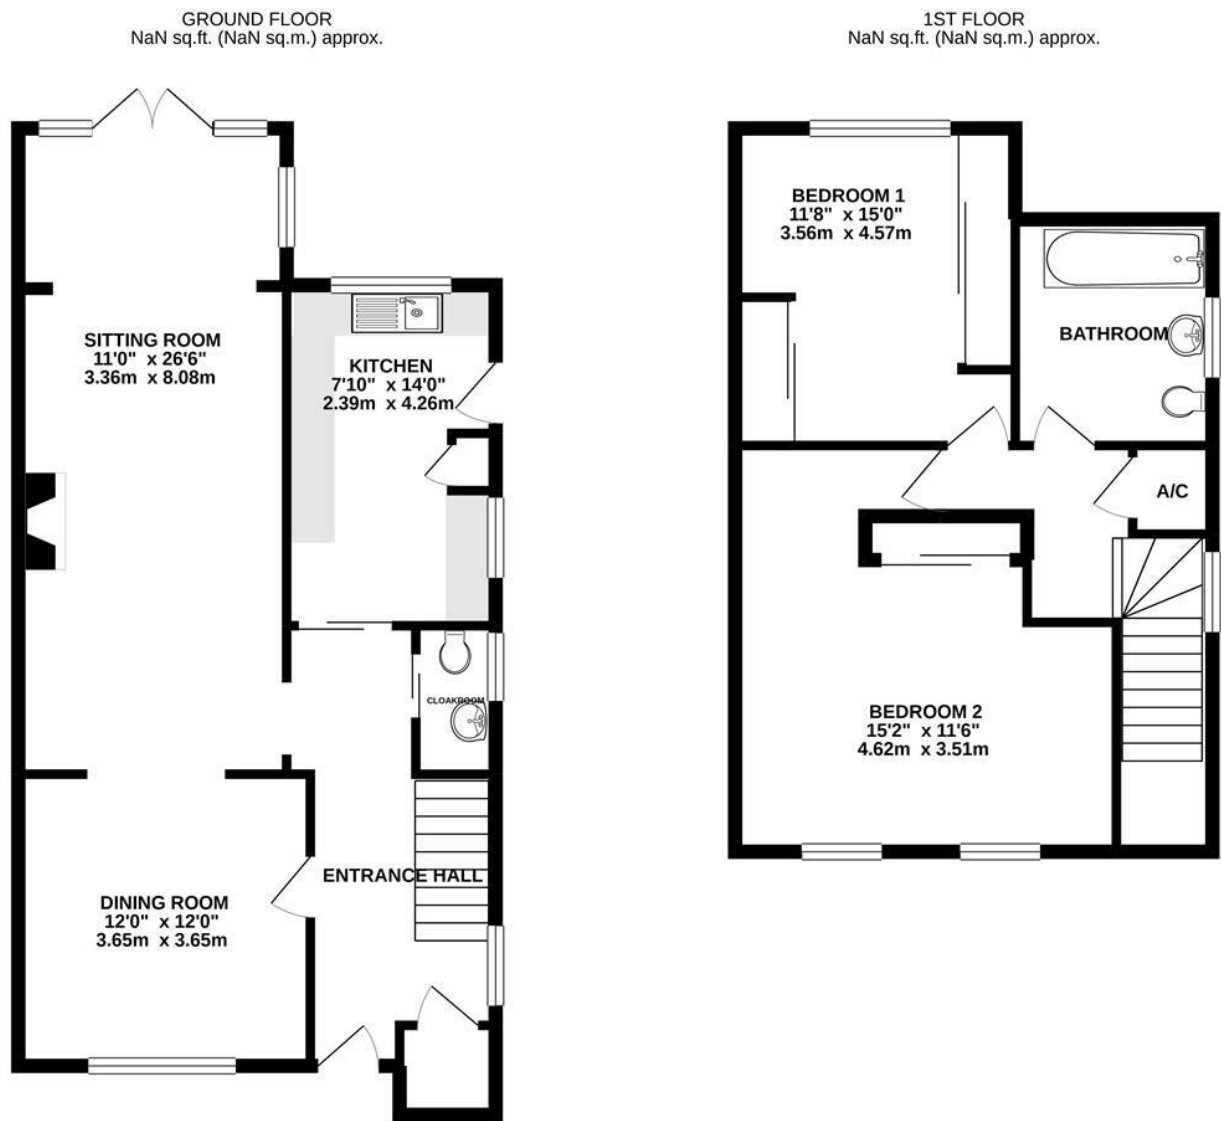 GROUND FLOOR
NaN sq.ft. (NaN sq.m.) approx.
SITTING ROOM
11'0" x 26'6"
3.36m x 8.08m
KITCHEN
7'10" x 14'0"
2.39m x 4.26m
CLOAKROOM
ENTRANCE HALL
DINING ROOM
12'0" x 12'0"
3.65m x 3.65m
1ST FLOOR
NaN sq.ft. (NaN sq.m.) approx.
BEDROOM 1
11'8" x 15'0"
3.56m x 4.57m
BATHROOM
A/C
BEDROOM 2
15'2" x 11'6"
4.62m x 3.51m